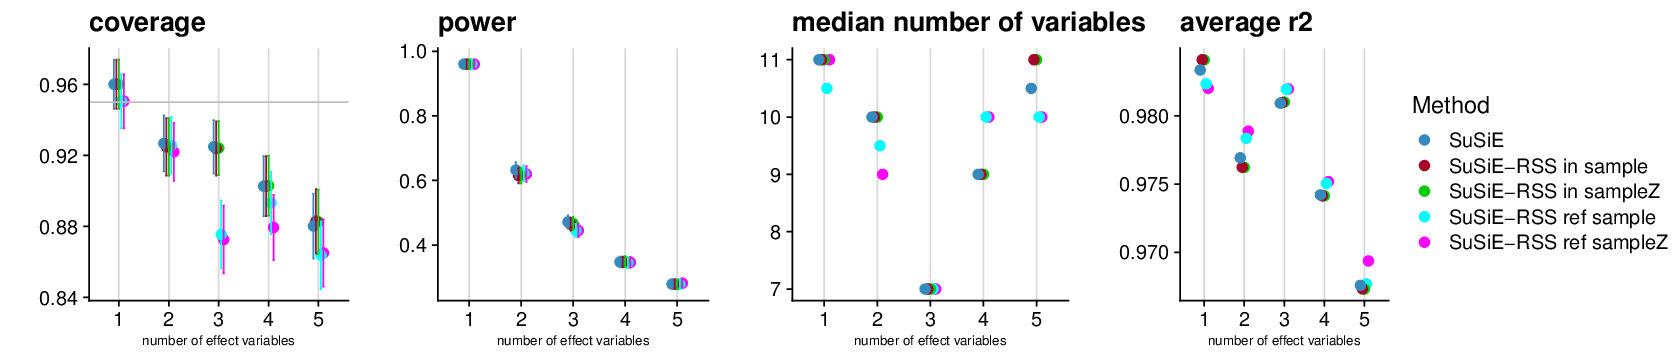 coverage
0.96
0.92
0.88
0.84
1 2 3 4 5
number of effect variables
power
1.0
0.8
0.6
0.4
1 2 3 4 5
number of effect variables
median number of variables
11
10
9
8
7
1 2 3 4 5
number of effect variables
average r2
0.980
0.975
0.970
1 2 3 4 5
number of effect variables
Method
SuSiE
SuSiE−RSS in sample
SuSiE−RSS in sampleZ
SuSiE−RSS ref sample
SuSiE−RSS ref sampleZ